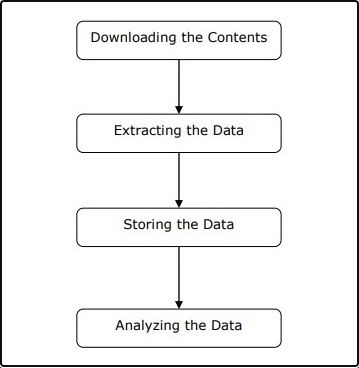 Downloading the Contents
Extracting the Data
Storing the Data
Analyzing the Data